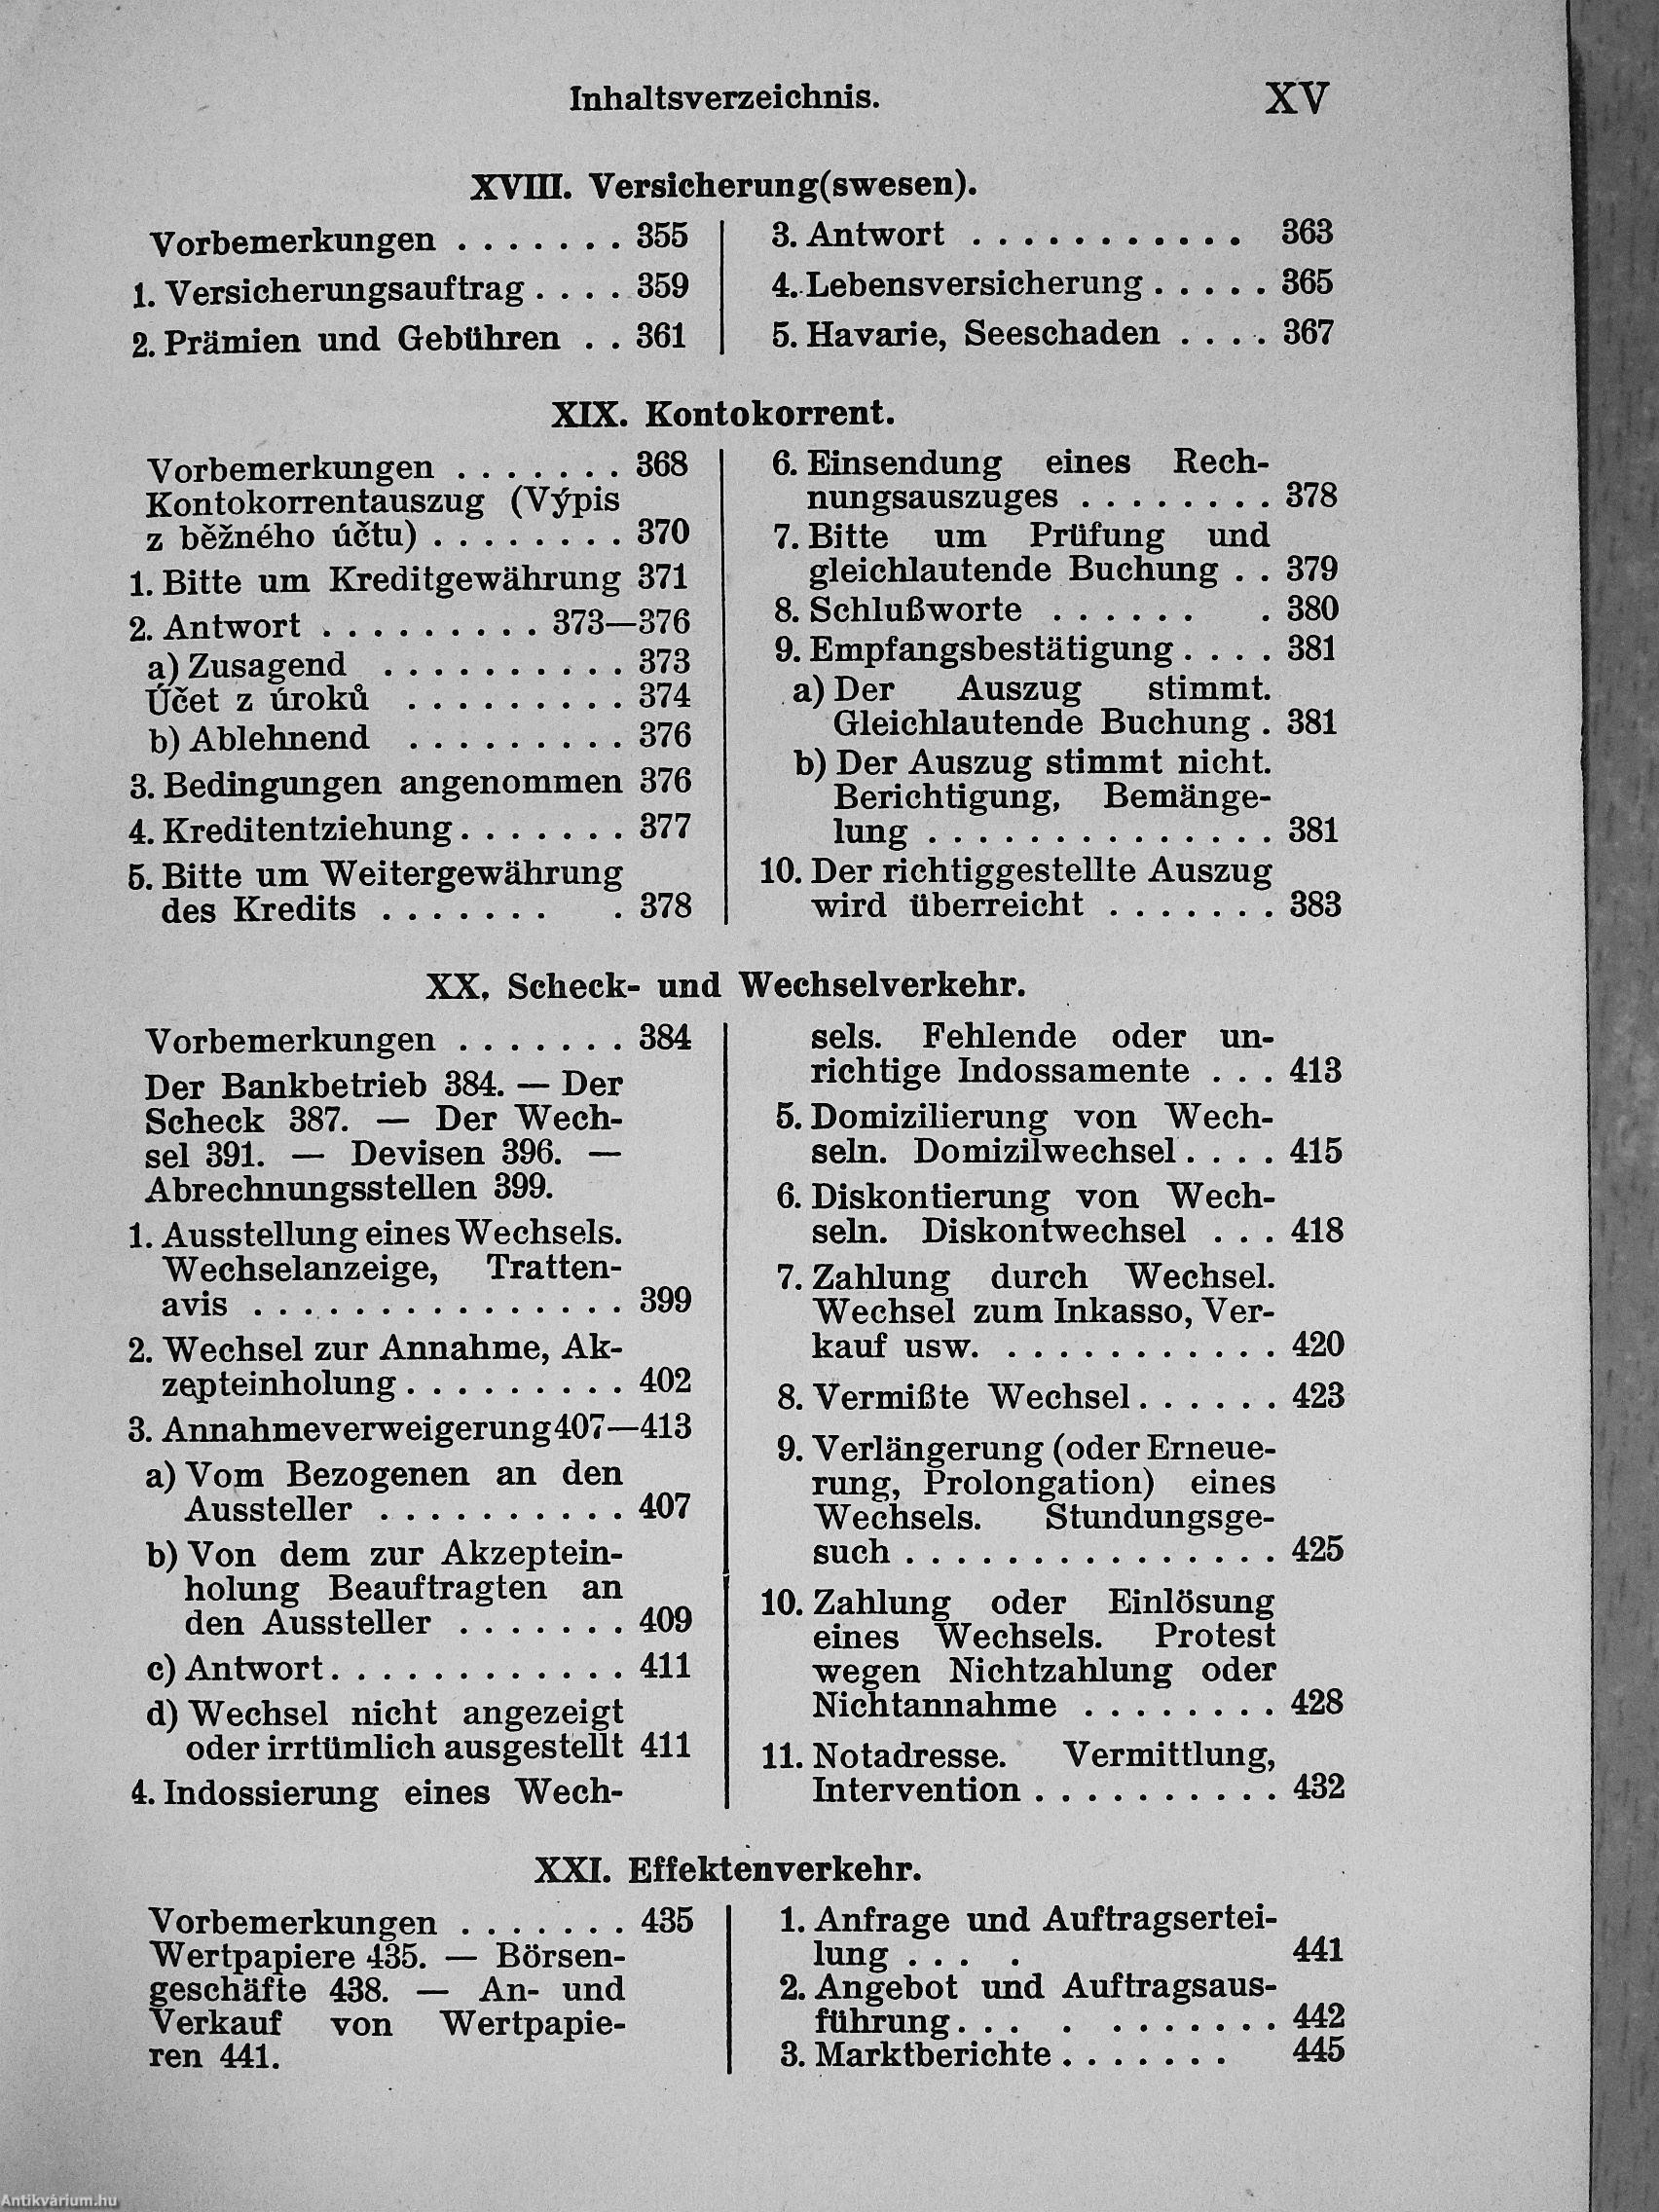 Inhaltsverzeichnis. XV
XVIII. Versicherung(swesen).
Vorbemerkungen . . . . . . . 355
1. Versicherungsauftrag . . . . 359
2. Prämien und Gebühren . . 361
3. Antwort . . . . . . . . . . . 363
4. Lebensversicherung . . . . . 365
5. Havarie, Seeschaden . . . . 367
XIX. Kontokorrent.
Vorbemerkungen . . . . . . . 368
Kontokorrentauszug (Výpis
z běžného účtu) . . . . . . . . 370
1. Bitte um Kreditgewährung 371
2. Antwort . . . . . . . . . 373—376
a) Zusagend . . . . . . . . . . 373
Účet z úroků . . . . . . . . . 374
b) Ablehnend . . . . . . . . . 376
3. Bedingungen angenommen 376
4. Kreditentziehung . . . . . . . 377
5. Bitte um Weitergewährung
des Kredits . . . . . . . . 378
6. Einsendung eines Rech-
nungsauszuges . . . . . . . . 378
7. Bitte um Prüfung und
gleichlautende Buchung . . 379
8. Schlußworte . . . . . . . 380
9. Empfangsbestätigung . . . . 381
a) Der Auszug stimmt.
Gleichlautende Buchung . 381
b) Der Auszug stimmt nicht.
Berichtigung, Bemänge-
lung . . . . . . . . . . . . . . 381
10. Der richtiggestellte Auszug
wird überreicht . . . . . . . 383
XX. Scheck- und Wechselverkehr.
Vorbemerkungen . . . . . . . 384
Der Bankbetrieb 384. — Der
Scheck 387. — Der Wech-
sel 391. — Devisen 396. —
Abrechnungsstellen 399.
1. Ausstellung eines Wechsels.
Wechselanzeige, Tratten-
avis . . . . . . . . . . . . . . . 399
2. Wechsel zur Annahme, Ak-
zepteinholung . . . . . . . . . 402
3. Annahmeverweigerung 407—413
a) Vom Bezogenen an den
Aussteller . . . . . . . . . . 407
b) Von dem zur Akzeptein-
holung Beauftragten an
den Aussteller . . . . . . . 409
c) Antwort . . . . . . . . . . . . 411
d) Wechsel nicht angezeigt
oder irrtümlich ausgestellt 411
4. Indossierung eines Wech-
sels. Fehlende oder un-
richtige Indossamente . . . 413
5. Domizilierung von Wech-
seln. Domizilwechsel . . . . 415
6. Diskontierung von Wech-
seln. Diskontwechsel . . . 418
7. Zahlung durch Wechsel.
Wechsel zum Inkasso, Ver-
kauf usw. . . . . . . . . . . . 420
8. Vermißte Wechsel . . . . . . 423
9. Verlängerung (oder Erneue-
rung, Prolongation) eines
Wechsels. Stundungsge-
such . . . . . . . . . . . . . . . 425
10. Zahlung oder Einlösung
eines Wechsels. Protest
wegen Nichtzahlung oder
Nichtannahme . . . . . . . . 428
11. Notadresse. Vermittlung,
Intervention . . . . . . . . . . 432
XXI. Effektenverkehr.
Vorbemerkungen . . . . . . . 435
Wertpapiere 435. — Börsen-
geschäfte 438. — An- und
Verkauf von Wertpapie-
ren 441.
1. Anfrage und Auftragsertei-
lung . . . . 441
2. Angebot und Auftragsaus-
führung . . . . . . . . . . . 442
3. Marktberichte . . . . . . . 445
Antikvárium.hu